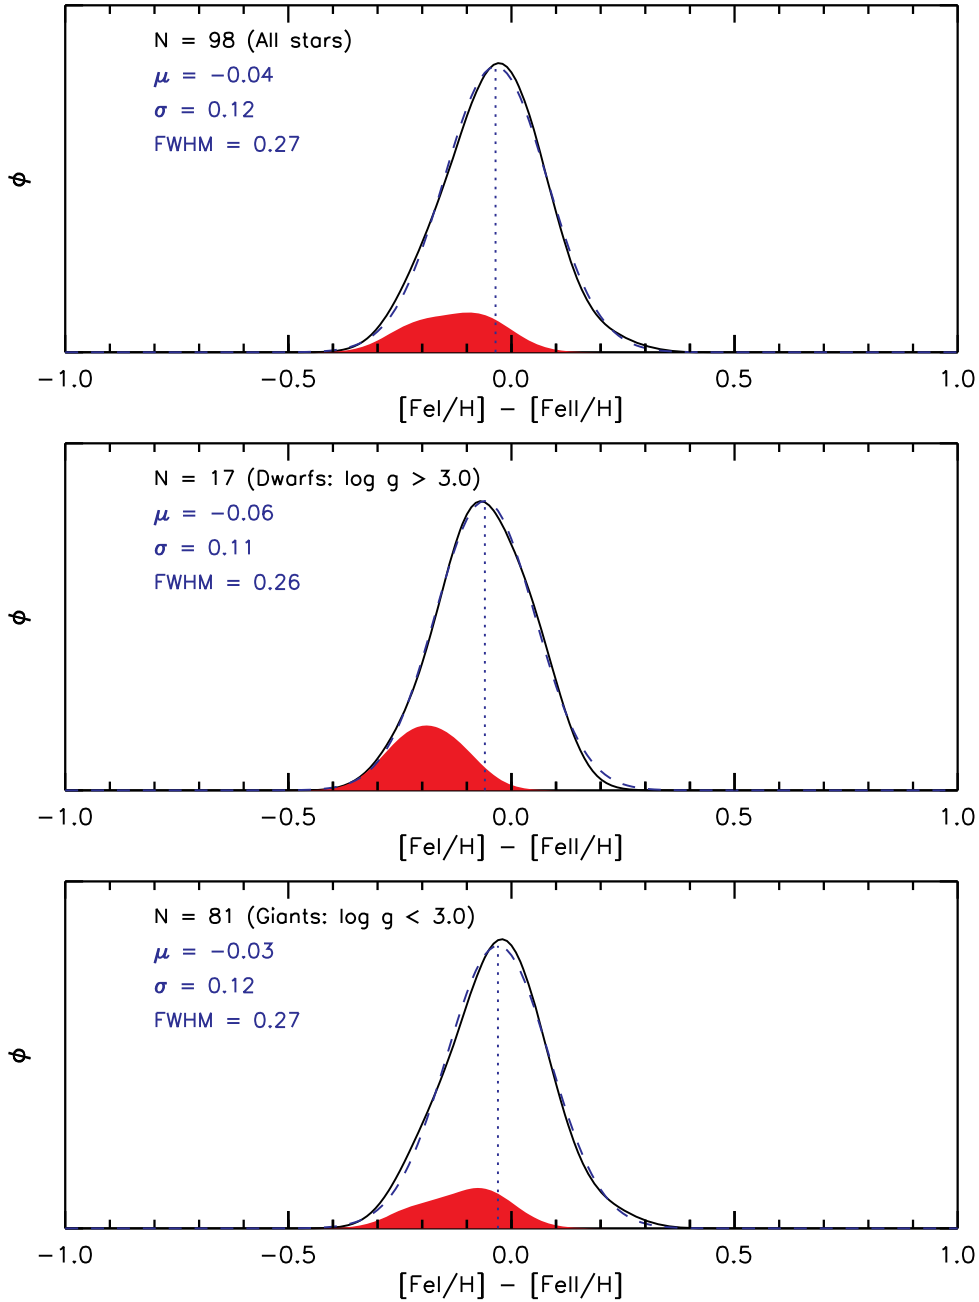 N = 98 (All stars)
μ = −0.04
σ = 0.12
FWHM = 0.27
ϕ
−1.0 −0.5 0.0 0.5 1.0
[FeI/H] − [FeII/H]
N = 17 (Dwarfs: log g > 3.0)
μ = −0.06
σ = 0.11
FWHM = 0.26
ϕ
−1.0 −0.5 0.0 0.5 1.0
[FeI/H] − [FeII/H]
N = 81 (Giants: log g < 3.0)
μ = −0.03
σ = 0.12
FWHM = 0.27
ϕ
−1.0 −0.5 0.0 0.5 1.0
[FeI/H] − [FeII/H]